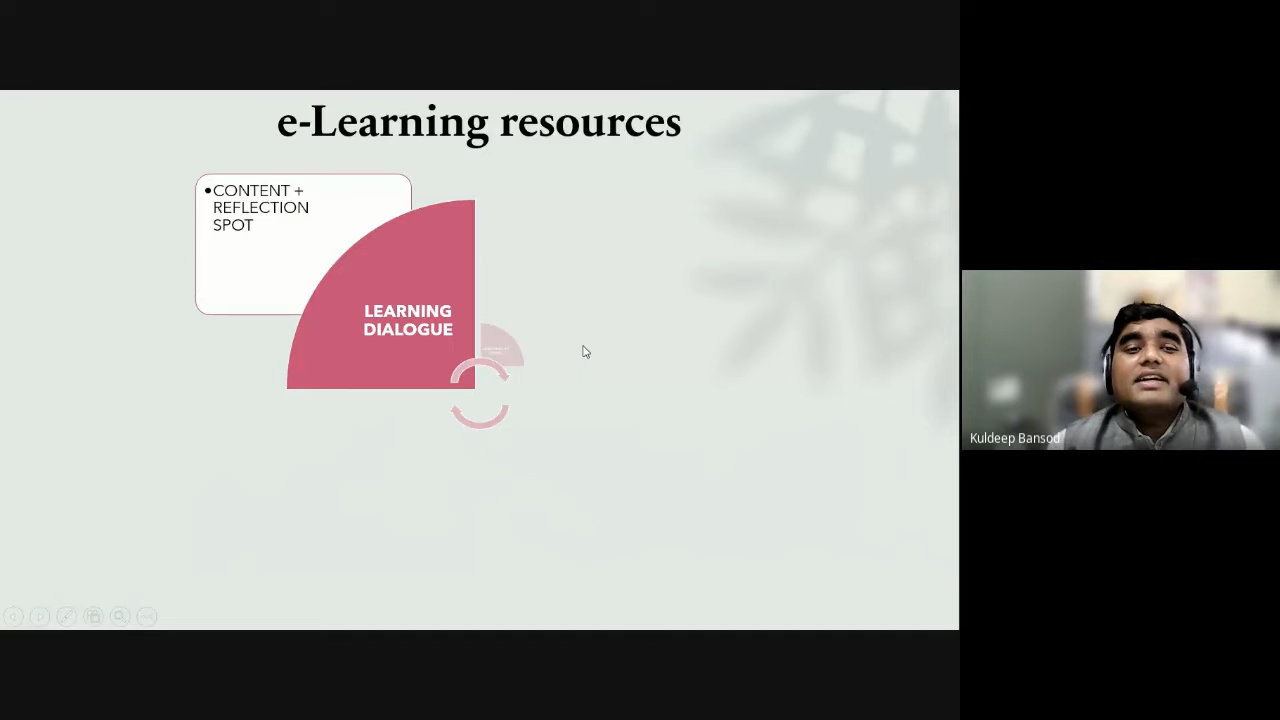 e-Learning resources
•CONTENT +
REFLECTION
SPOT
LEARNING
DIALOGUE
Kuldeep Bansod